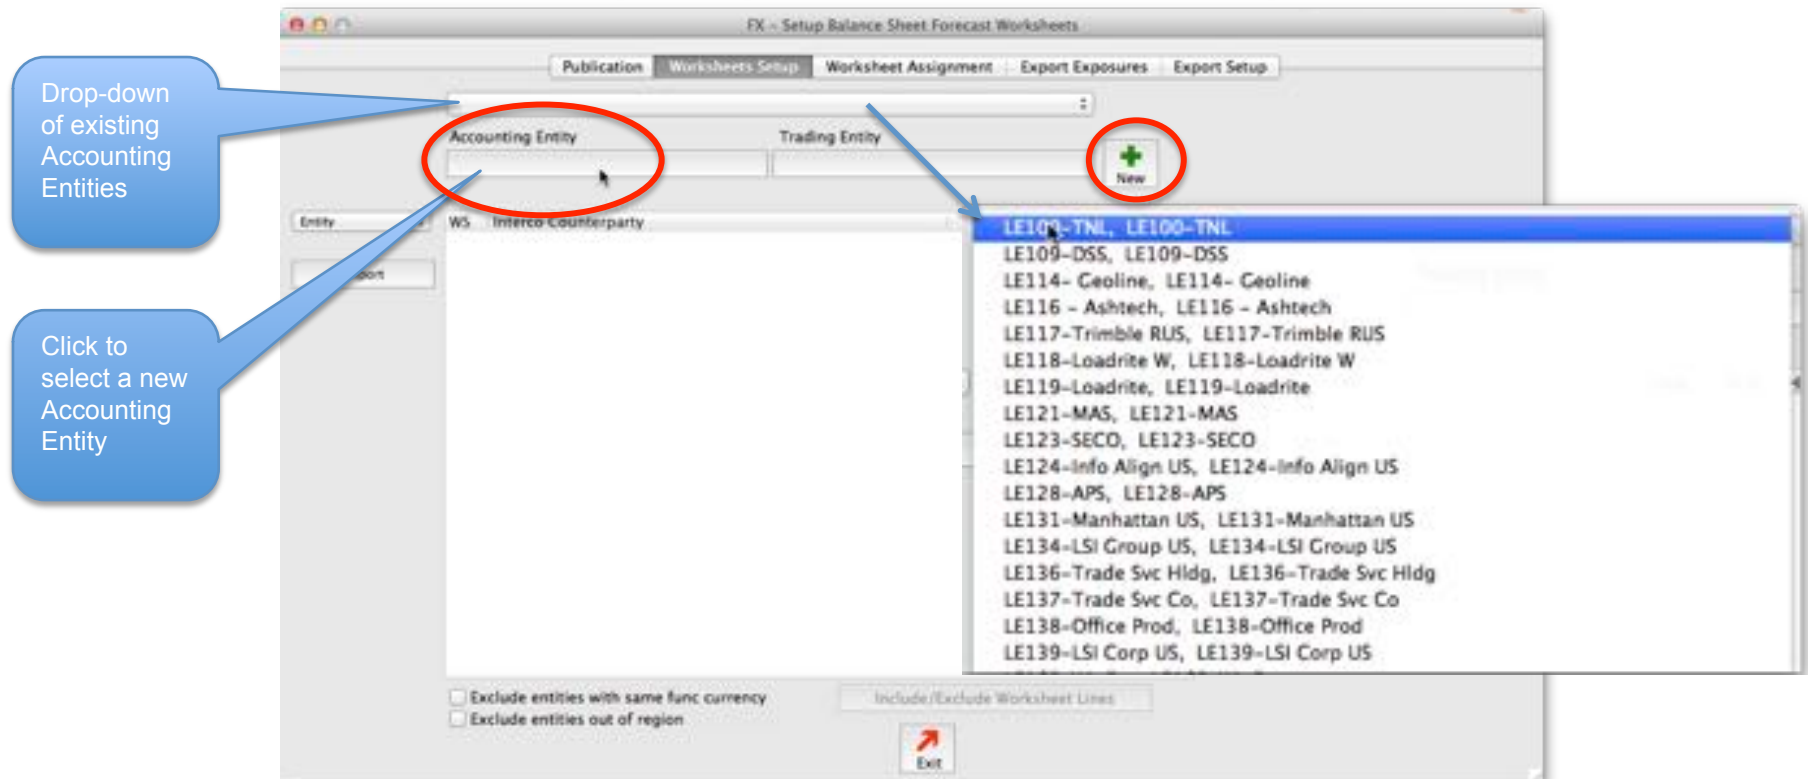 FX - Setup Balance Sheet Forecast Worksheets
Publication Worksheets Setup Worksheet Assignment Export Exposures Export Setup
Drop-down
of existing
Accounting
Entities
Accounting Entity Trading Entity
New
Entity
WS Interco Counterparty
LE100-TNL, LE100-TNL
LE109-DSS, LE109-DSS
LE114- Geoline, LE114- Geoline
LE116 - Ashtech, LE116 - Ashtech
LE117-Trimble RUS, LE117-Trimble RUS
LE118-Loadrite W, LE118-Loadrite W
LE119-Loadrite, LE119-Loadrite
LE121-MAS, LE121-MAS
LE123-SECO, LE123-SECO
LE124-Info Align US, LE124-Info Align US
LE128-APS, LE128-APS
LE131-Manhattan US, LE131-Manhattan US
LE134-LSI Group US, LE134-LSI Group US
LE136-Trade Svc Hldg, LE136-Trade Svc Hldg
LE137-Trade Svc Co, LE137-Trade Svc Co
LE138-Office Prod, LE138-Office Prod
LE139-LSI Corp US, LE139-LSI Corp US
Click to
select a new
Accounting
Entity
Exclude entities with same func currency
Include/Exclude Worksheet Lines
Exclude entities out of region
Exit